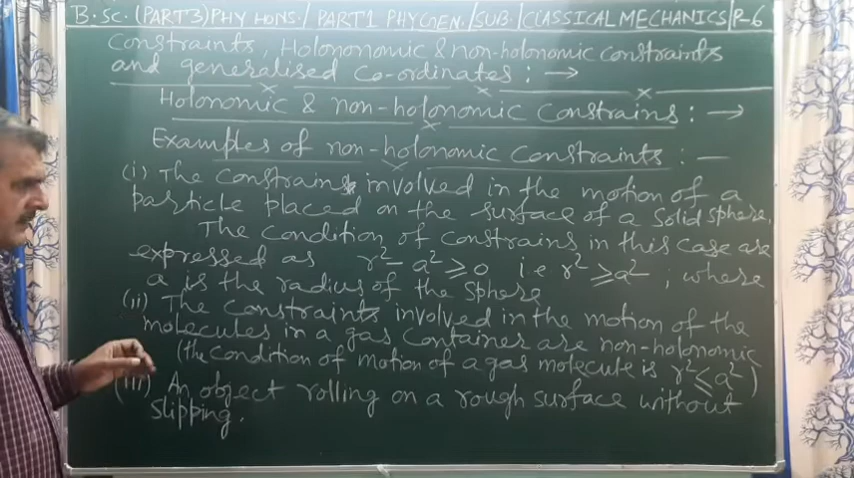 B.Sc. (PART3) PHY HONS. / PART1 PHYGEN. / SUB. / CLASSICAL MECHANICS / P-6
Constraints, Holononomic & non-holonomic constraints
and generalised co-ordinates : →
Holonomic & non-holonomic constrains : →
Examples of non-holonomic constraints : —
(i) The constrains involved in the motion of a
particle placed on the surface of a solid sphere,
The condition of constrains in this case are
expressed as r² - a² ≥ 0 i.e r² ≥ a² ; where
a is the radius of the sphere
(ii) The constraints involved in the motion of the
molecules in a gas container are non-holonomic
(the condition of motion of a gas molecule is r² ≤ a²)
(iii) An object rolling on a rough surface without
slipping.